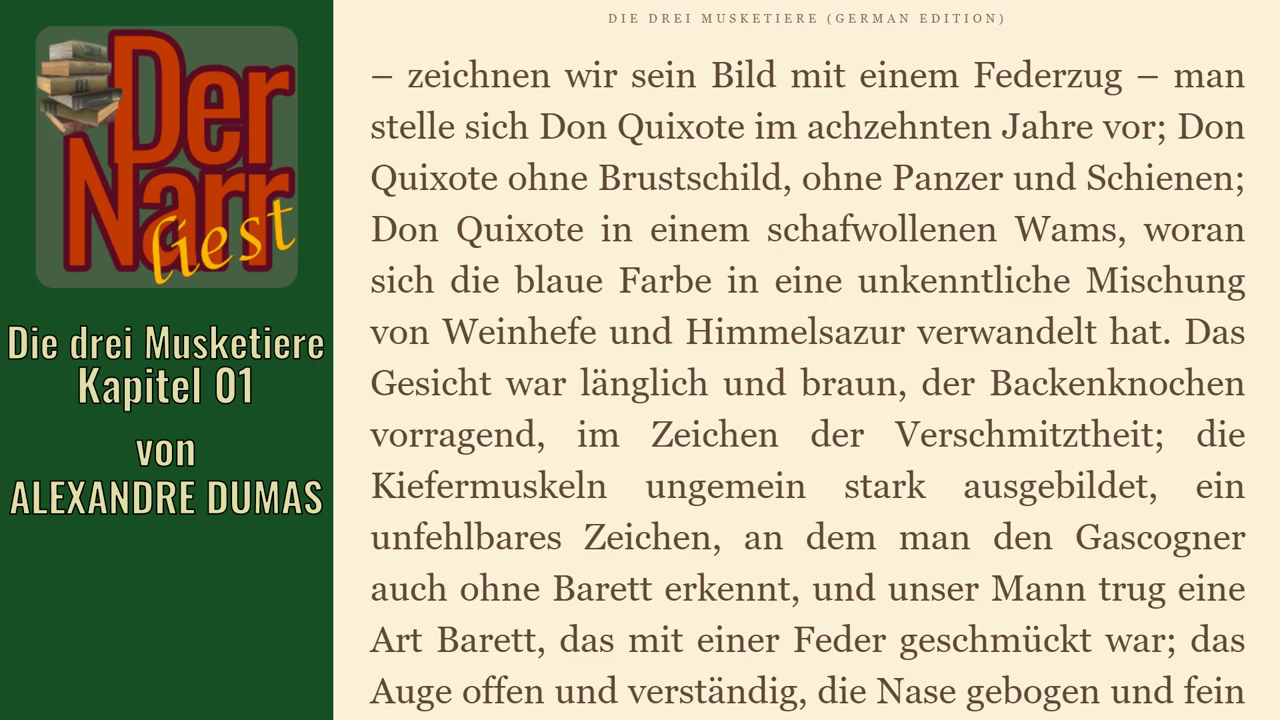 Der
Narr
liest
Die drei Musketiere
Kapitel 01
von
ALEXANDRE DUMAS
DIE DREI MUSKETIERE (GERMAN EDITION)
– zeichnen wir sein Bild mit einem Federzug – man
stelle sich Don Quixote im achzehnten Jahre vor; Don
Quixote ohne Brustschild, ohne Panzer und Schienen;
Don Quixote in einem schafwollenen Wams, woran
sich die blaue Farbe in eine unkenntliche Mischung
von Weinhefe und Himmelsazur verwandelt hat. Das
Gesicht war länglich und braun, der Backenknochen
vorragend, im Zeichen der Verschmitztheit; die
Kiefermuskeln ungemein stark ausgebildet, ein
unfehlbares Zeichen, an dem man den Gascogner
auch ohne Barett erkennt, und unser Mann trug eine
Art Barett, das mit einer Feder geschmückt war; das
Auge offen und verständig, die Nase gebogen und fein